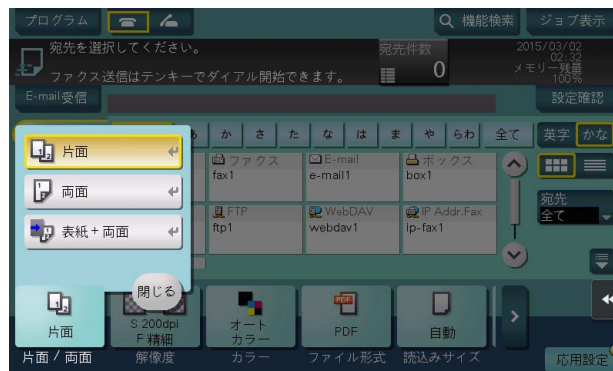 プログラム
機能検索
ジョブ表示
宛先を選択してください。
ファクス送信はテンキーでダイアル開始できます。
宛先件数
0
2015/03/02
02:32
メモリー残量
100%
E-mail受信
設定確認
か
さ
た
な
は
ま
や
らわ
全て
英字
かな
片面
両面
表紙+両面
閉じる
ファクス
fax1
E-mail
e-mail1
ボックス
box1
FTP
ftp1
WebDAV
webdav1
IP Addr.Fax
ip-fax1
宛先
全て
片面
S 200dpi
F 精細
オート
カラー
PDF
自動
片面 / 両面
解像度
カラー
ファイル形式
読込みサイズ
応用設定